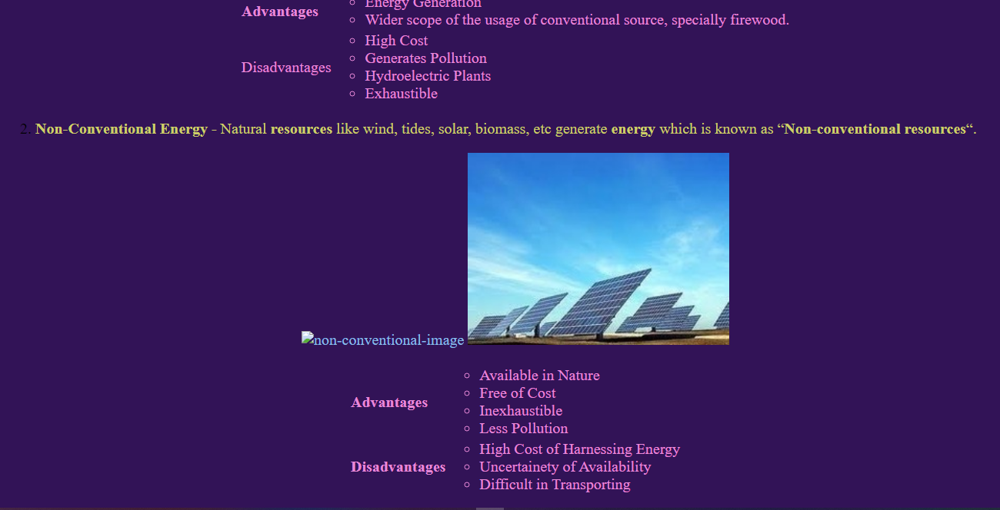 Energy Generation
Advantages
Wider scope of the usage of conventional source, specially firewood.
High Cost
Generates Pollution
Disadvantages
Hydroelectric Plants
Exhaustible
2. Non-Conventional Energy - Natural resources like wind, tides, solar, biomass, etc generate energy which is known as “Non-conventional resources“.
non-conventional-image
Available in Nature
Free of Cost
Advantages
Inexhaustible
Less Pollution
High Cost of Harnessing Energy
Disadvantages
Uncertainety of Availability
Difficult in Transporting